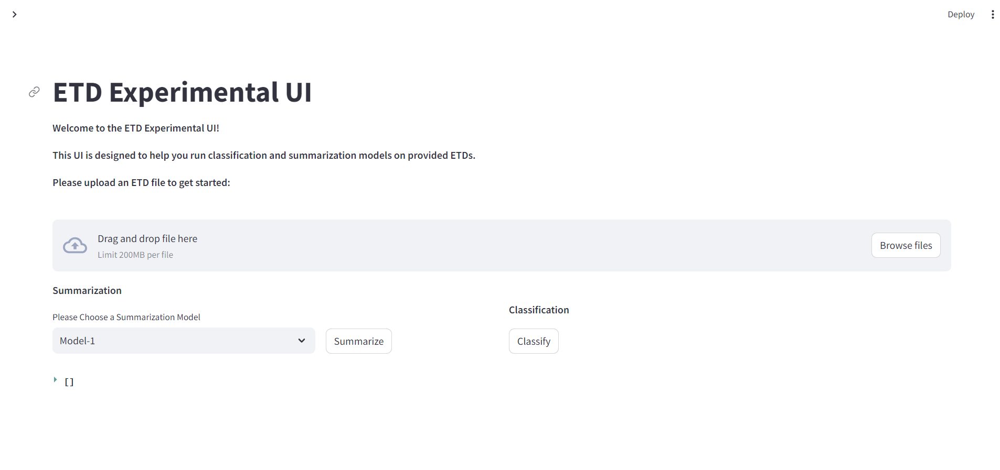 Deploy
ETD Experimental UI
Welcome to the ETD Experimental UI!
This UI is designed to help you run classification and summarization models on provided ETDs.
Please upload an ETD file to get started:
Drag and drop file here
Limit 200MB per file
Browse files
Summarization
Please Choose a Summarization Model
Model-1
Summarize
Classification
Classify
[]